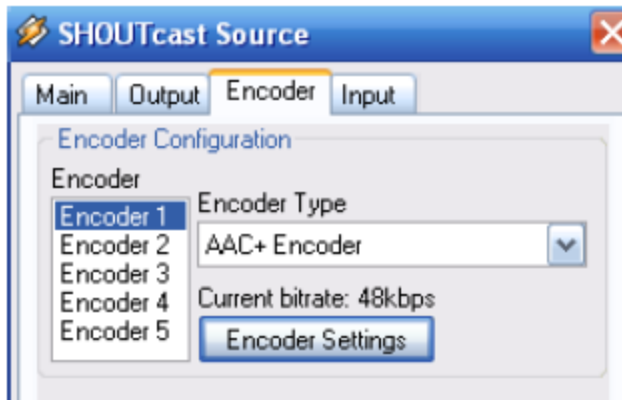 SHOUTcast Source
Main Output Encoder Input
Encoder Configuration
Encoder
Encoder 1
Encoder 2
Encoder 3
Encoder 4
Encoder 5
Encoder Type
AAC+ Encoder
Current bitrate: 48kbps
Encoder Settings